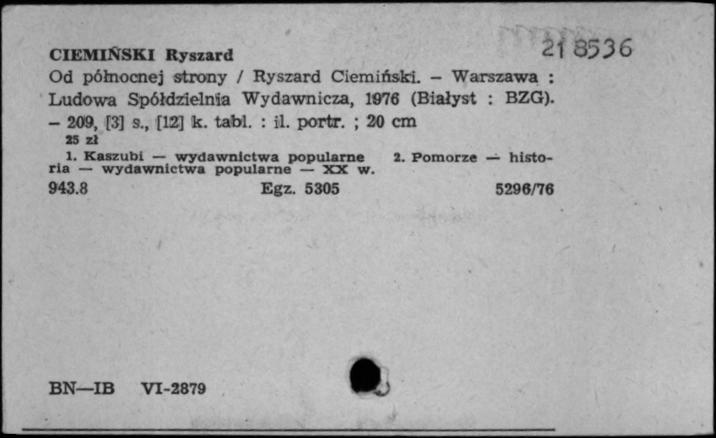 21 8536
CIEMIŃSKI Ryszard
Od północnej strony / Ryszard Ciemiński. – Warszawa :
Ludowa Spółdzielnia Wydawnicza, 1976 (Białyst : BZG).
– 209, [3] s., [12] k. tabl. : il. portr. ; 20 cm
25 zł
1. Kaszubi — wydawnictwa popularne 2. Pomorze — histo-
ria — wydawnictwa popularne — XX w.
943.8 Egz. 5305 5296/76
BN—IB VI-2879